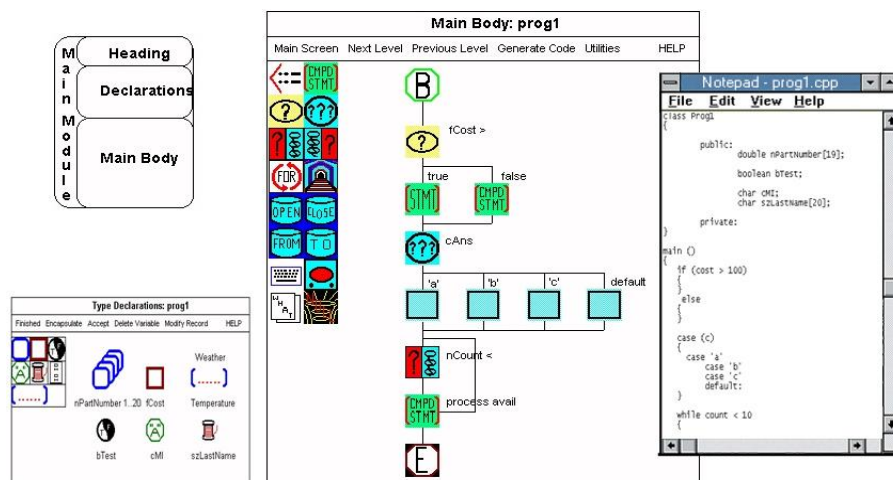 Main Module
Heading
Declarations
Main Body
Main Body: prog1
Main Screen Next Level Previous Level Generate Code Utilities HELP
CMPD STMT
B
? ???
fCost >
?
? ?
FOR
true false
STMT CMPD STMT
OPEN CLOSE
FROM TO
??? cAns
'a' 'b' 'c' default
WHAT
? nCount <
CMPD STMT process avail
E
Type Declarations: prog1
Finished Encapsulate Accept Delete Variable Modify Record HELP
Weather
[......]
nPartNumber 1..20 fCost Temperature
[......]
bTest cMI szLastName
Notepad - prog1.cpp
File Edit View Help
class Prog1
{
public:
double nPartNumber[19];
boolean bTest;
char cMI;
char szLastName[20];
private:
}
main ()
{
if (cost > 100)
{
}
else
{
}
case (c)
{
case 'a'
case 'b'
case 'c'
default:
}
while count < 10
{